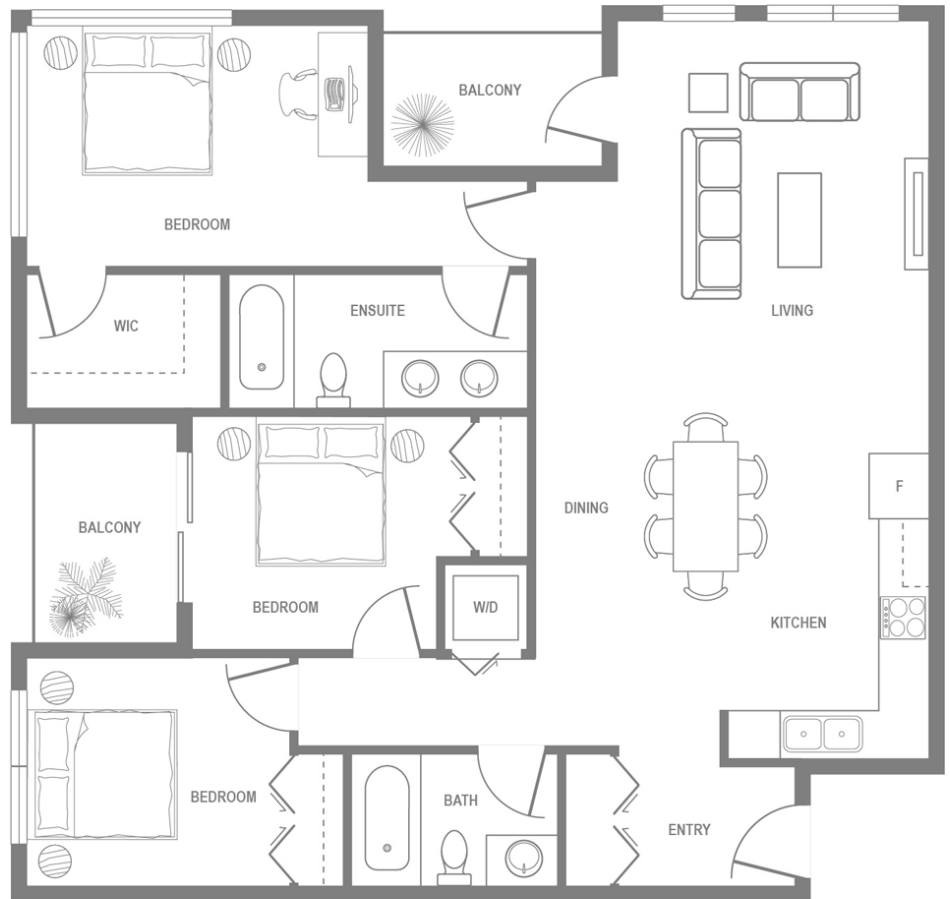 BALCONY
BEDROOM
ENSUITE
WIC
LIVING
F
DINING
BALCONY
BEDROOM
W/D
KITCHEN
BEDROOM
BATH
ENTRY